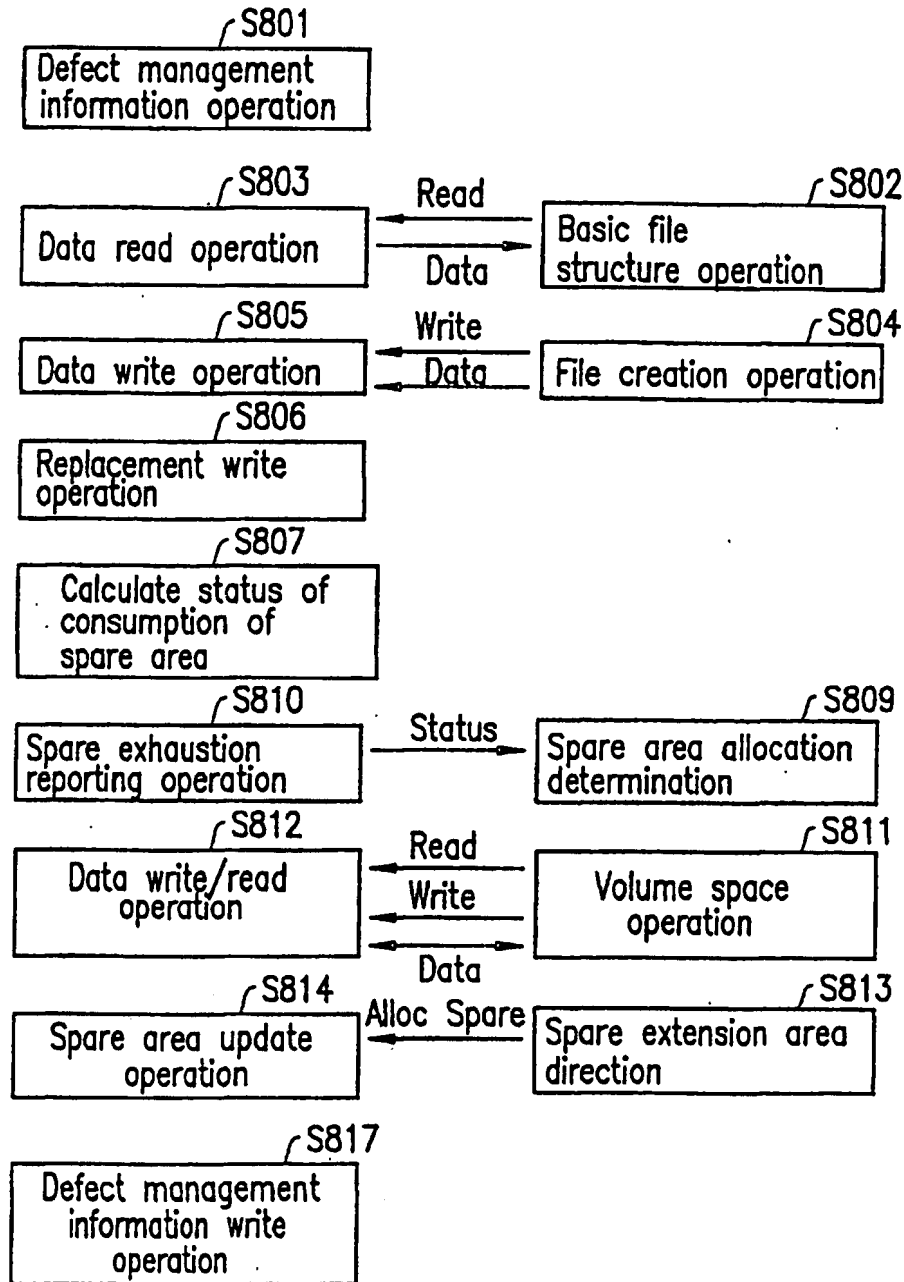 S801
Defect management
information operation
S803
Read
S802
Data read operation
Data
Basic file
structure operation
S805
Write
S804
Data write operation
Data
File creation operation
S806
Replacement write
operation
S807
Calculate status of
consumption of
spare area
S810
Status
S809
Spare exhaustion
reporting operation
Spare area allocation
determination
S812
Read
S811
Data write/read
operation
Write
Volume space
operation
Data
S814
Alloc Spare
S813
Spare area update
operation
Spare extension area
direction
S817
Defect management
information write
operation